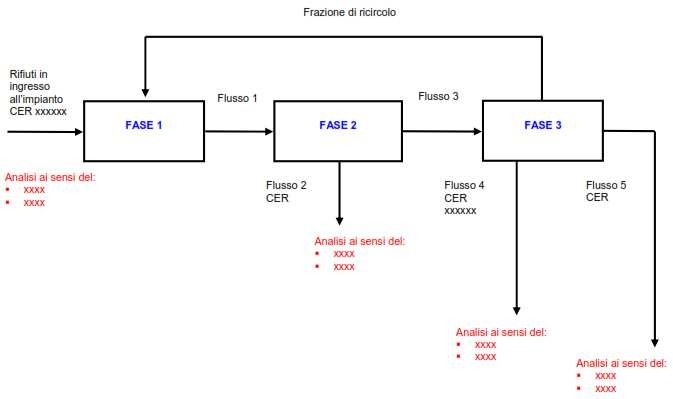 Frazione di ricircolo
Rifiuti in
ingresso
all'impianto
CER xxxxxx
Flusso 1
Flusso 3
FASE 1
FASE 2
FASE 3
Analisi ai sensi del:
▪ xxxx
▪ xxxx
Flusso 2
CER
Flusso 4
CER
xxxxxx
Flusso 5
CER
Analisi ai sensi del:
▪ xxxx
▪ xxxx
Analisi ai sensi del:
▪ xxxx
▪ xxxx
Analisi ai sensi del:
▪ xxxx
▪ xxxx